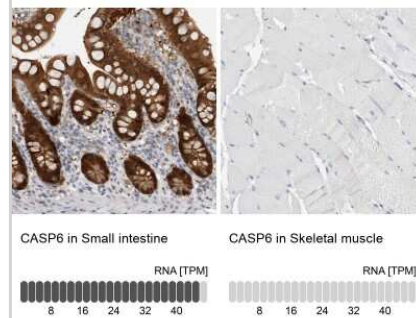 CASP6 in Small intestine
RNA [TPM]
8 16 24 32 40
CASP6 in Skeletal muscle
RNA [TPM]
8 16 24 32 40